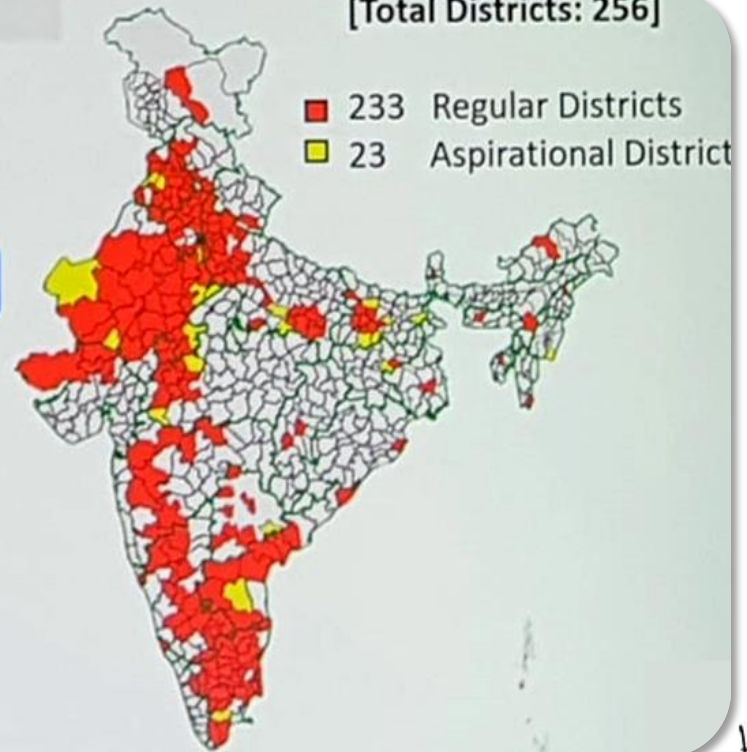 [Total Districts: 256]
233 Regular Districts
23 Aspirational District